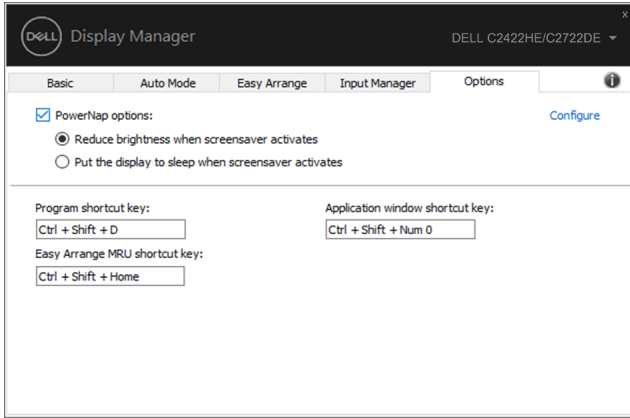 x
DELL Display Manager DELL C2422HE/C2722DE
Basic Auto Mode Easy Arrange Input Manager Options i
PowerNap options: Configure
Reduce brightness when screensaver activates
Put the display to sleep when screensaver activates
Program shortcut key: Application window shortcut key:
Ctrl + Shift + D Ctrl + Shift + Num 0
Easy Arrange MRU shortcut key:
Ctrl + Shift + Home